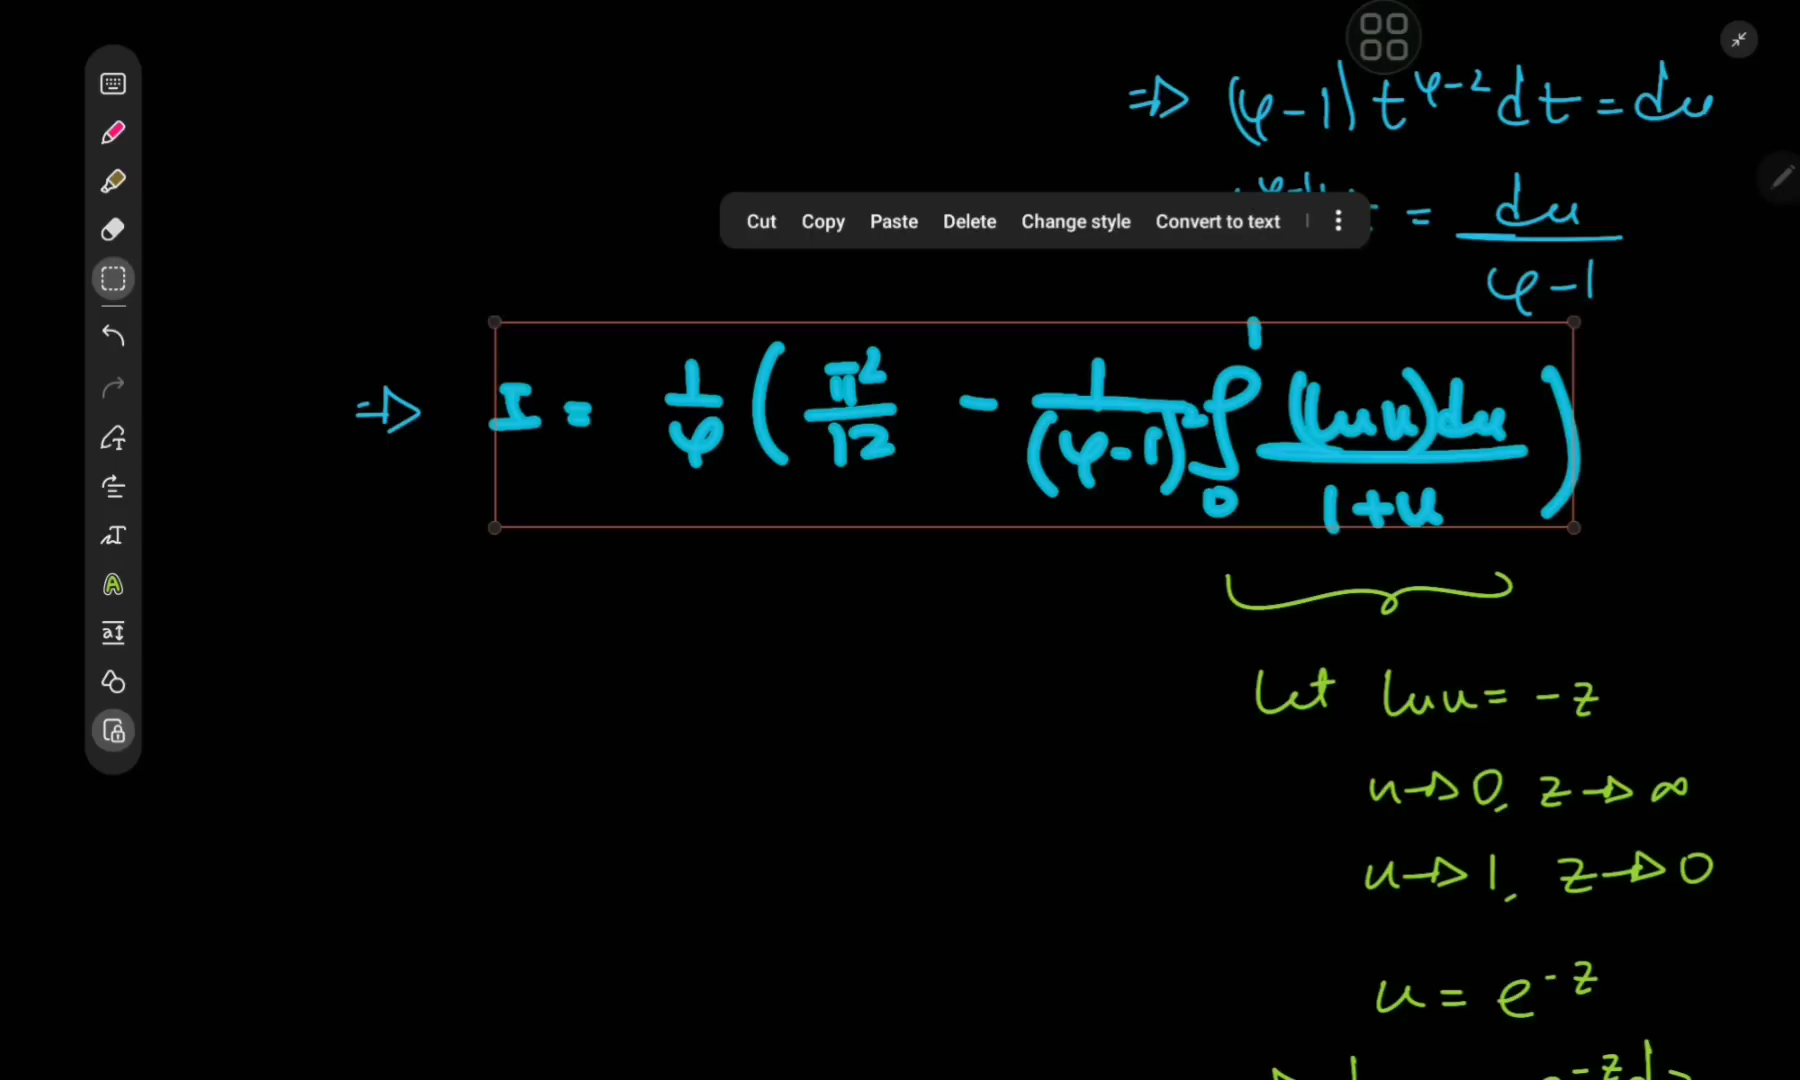 ⇒ (φ-1) t^{φ-2} dt = du
= du/(φ-1)
Cut Copy Paste Delete Change style Convert to text
⇒ I = 1/φ ( π²/12 - 1/(φ-1)² ∫₀¹ (ln u) du/(1+u) )
Let ln u = -z
u → 0, z → ∞
u → 1, z → 0
u = e^{-z}